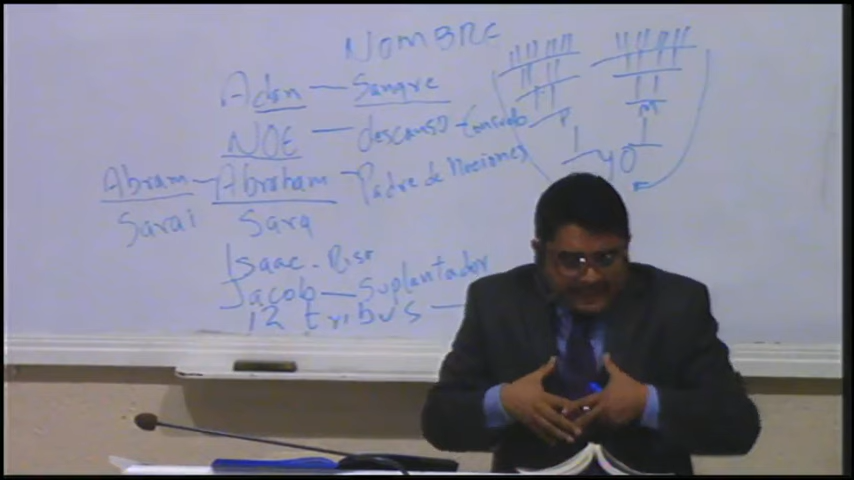 NOMBRE
Adan — Sangre
NOE — descanso - Consuelo
Abram — Abraham — Padre de Naciones
Sarai Sara
Isaac - Risa
Jacob — Suplantador
12 tribus —
P M
YO